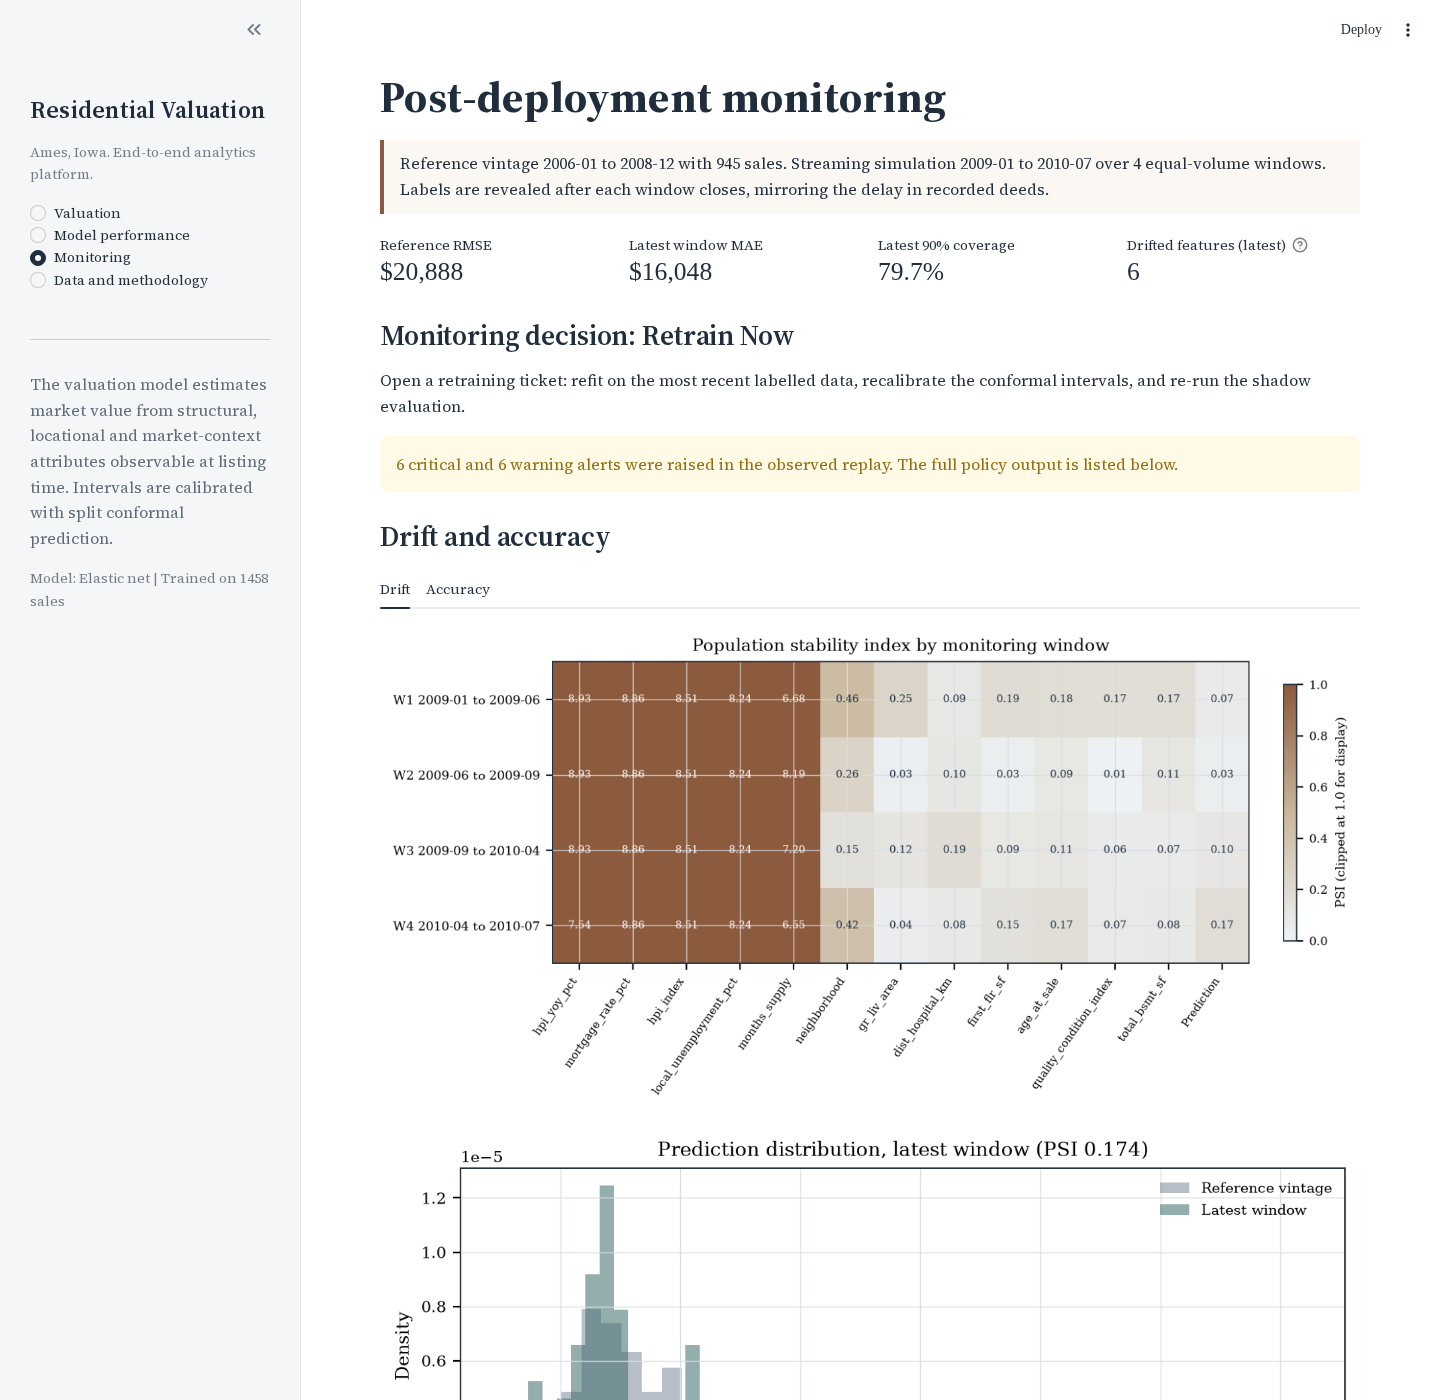 Deploy
Residential Valuation
Ames, Iowa. End-to-end analytics
platform.
Valuation
Model performance
Monitoring
Data and methodology
The valuation model estimates
market value from structural,
locational and market-context
attributes observable at listing
time. Intervals are calibrated
with split conformal
prediction.
Model: Elastic net | Trained on 1458
sales
Post-deployment monitoring
Reference vintage 2006-01 to 2008-12 with 945 sales. Streaming simulation 2009-01 to 2010-07 over 4 equal-volume windows.
Labels are revealed after each window closes, mirroring the delay in recorded deeds.
Reference RMSE
$20,888
Latest window MAE
$16,048
Latest 90% coverage
79.7%
Drifted features (latest)
6
Monitoring decision: Retrain Now
Open a retraining ticket: refit on the most recent labelled data, recalibrate the conformal intervals, and re-run the shadow
evaluation.
6 critical and 6 warning alerts were raised in the observed replay. The full policy output is listed below.
Drift and accuracy
Drift Accuracy
Population stability index by monitoring window
W1 2009-01 to 2009-06 8.93 8.86 8.51 8.24 6.68 0.46 0.25 0.09 0.19 0.18 0.17 0.17 0.07
W2 2009-06 to 2009-09 8.93 8.86 8.51 8.24 8.19 0.26 0.03 0.10 0.03 0.09 0.01 0.11 0.03
W3 2009-09 to 2010-04 8.93 8.86 8.51 8.24 7.20 0.15 0.12 0.19 0.09 0.11 0.06 0.07 0.10
W4 2010-04 to 2010-07 7.54 8.86 8.51 8.24 6.55 0.42 0.04 0.08 0.15 0.17 0.07 0.08 0.17
hpi_yoy_pct
mortgage_rate_pct
hpi_index
local_unemployment_pct
months_supply
neighborhood
gr_liv_area
dist_hospital_km
first_flr_sf
age_at_sale
quality_condition_index
total_bsmt_sf
Prediction
1.0
0.8
0.6
0.4
0.2
0.0
PSI (clipped at 1.0 for display)
Prediction distribution, latest window (PSI 0.174)
1e−5
1.2
1.0
0.8
0.6
Density
Reference vintage
Latest window